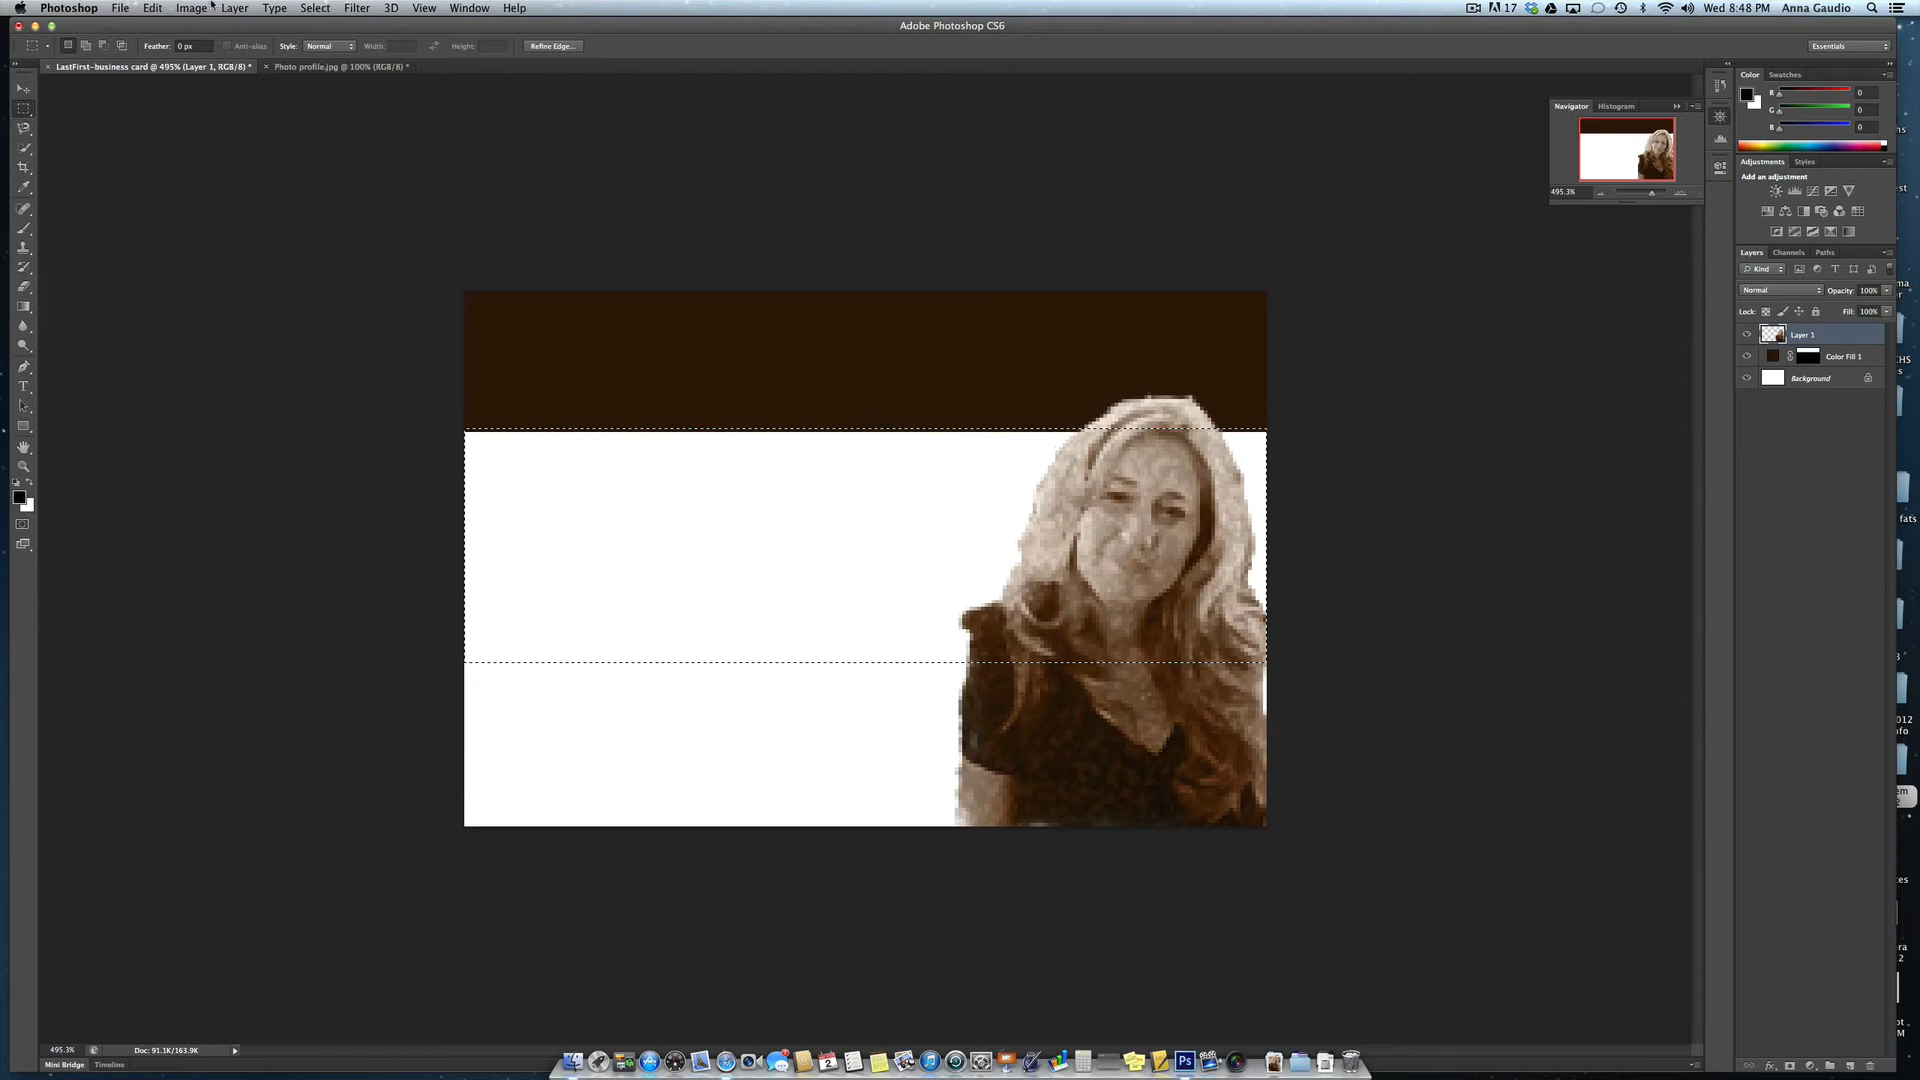 Photoshop File Edit Image Layer Type Select Filter 3D View Window Help 17 Wed 8:48 PM Anna Gaudio
Adobe Photoshop CS6
Feather: 0 px Anti-alias Style: Normal Width: Height: Refine Edge... Essentials
× LastFirst-business card @ 495% (Layer 1, RGB/8) * × Photo profile.jpg @ 100% (RGB/8) *
Color Swatches
R 0
G 0
B 0
Navigator Histogram
495.3%
Adjustments Styles
Add an adjustment
Layers Channels Paths
Kind
Normal Opacity: 100%
Lock: Fill: 100%
Layer 1
Color Fill 1
Background
495.3% Doc: 91.1K/163.9K
Mini Bridge Timeline
Ps